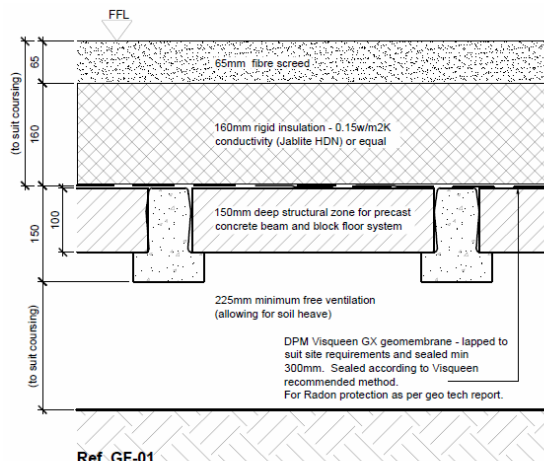 FFL
65
65mm  fibre screed
(to suit coursing)
160
160mm rigid insulation - 0.15w/m2K
conductivity (Jablite HDN) or equal
150
100
150mm deep structural zone for precast
concrete beam and block floor system
225mm minimum free ventilation
(allowing for soil heave)
(to suit coursing)
DPM Visqueen GX geomembrane - lapped to
suit site requirements and sealed min
300mm.  Sealed according to Visqueen
recommended method.
For Radon protection as per geo tech report.
Ref  GF-01